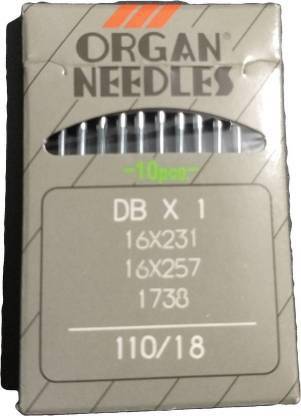 ORGAN®
NEEDLES
-10pcs-
DB X 1
16X231
16X257
1738
110/18